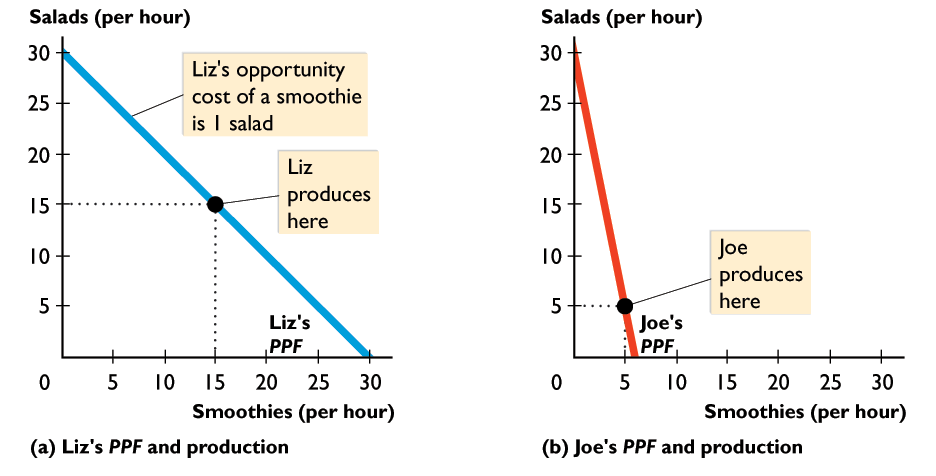 Salads (per hour)
30
25
20
15
10
5
0
5 10 15 20 25 30
Smoothies (per hour)
Liz's opportunity
cost of a smoothie
is 1 salad
Liz
produces
here
Liz's
PPF
(a) Liz's PPF and production
Salads (per hour)
30
25
20
15
10
5
0
5 10 15 20 25 30
Smoothies (per hour)
Joe
produces
here
Joe's
PPF
(b) Joe's PPF and production